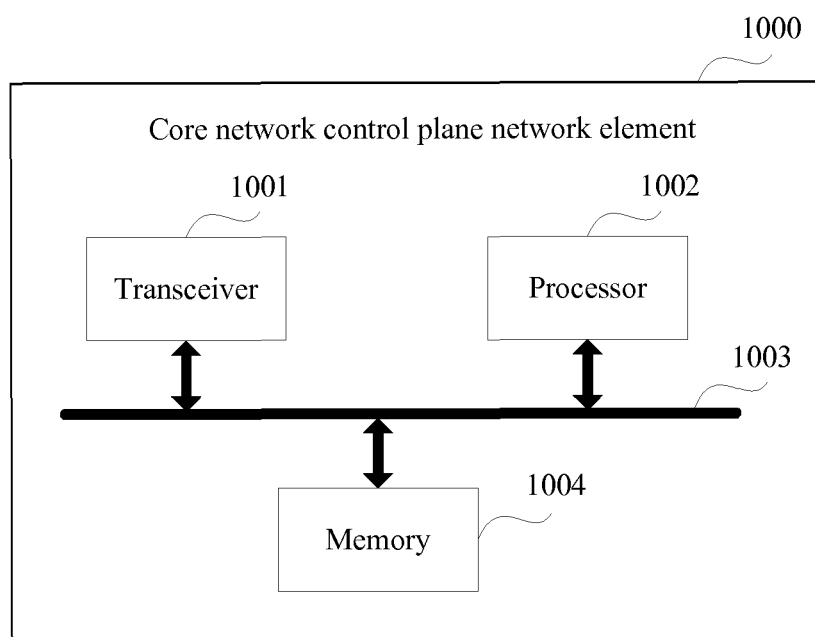 1000
Core network control plane network element
1001
1002
Transceiver
Processor
1003
1004
Memory